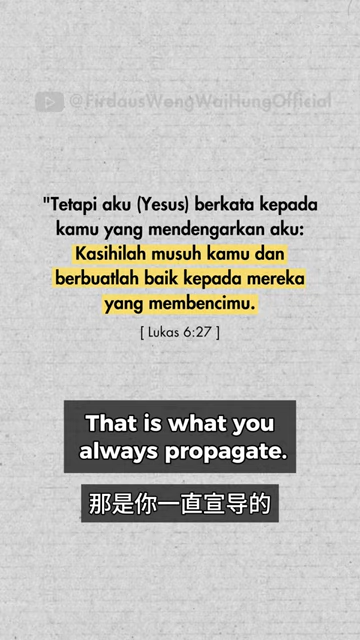 @FirdausWongWaiHungOfficial
"Tetapi aku (Yesus) berkata kepada
kamu yang mendengarkan aku:
Kasihilah musuh kamu dan
berbuatlah baik kepada mereka
yang membencimu.
[ Lukas 6:27 ]
That is what you
always propagate.
那是你一直宣导的